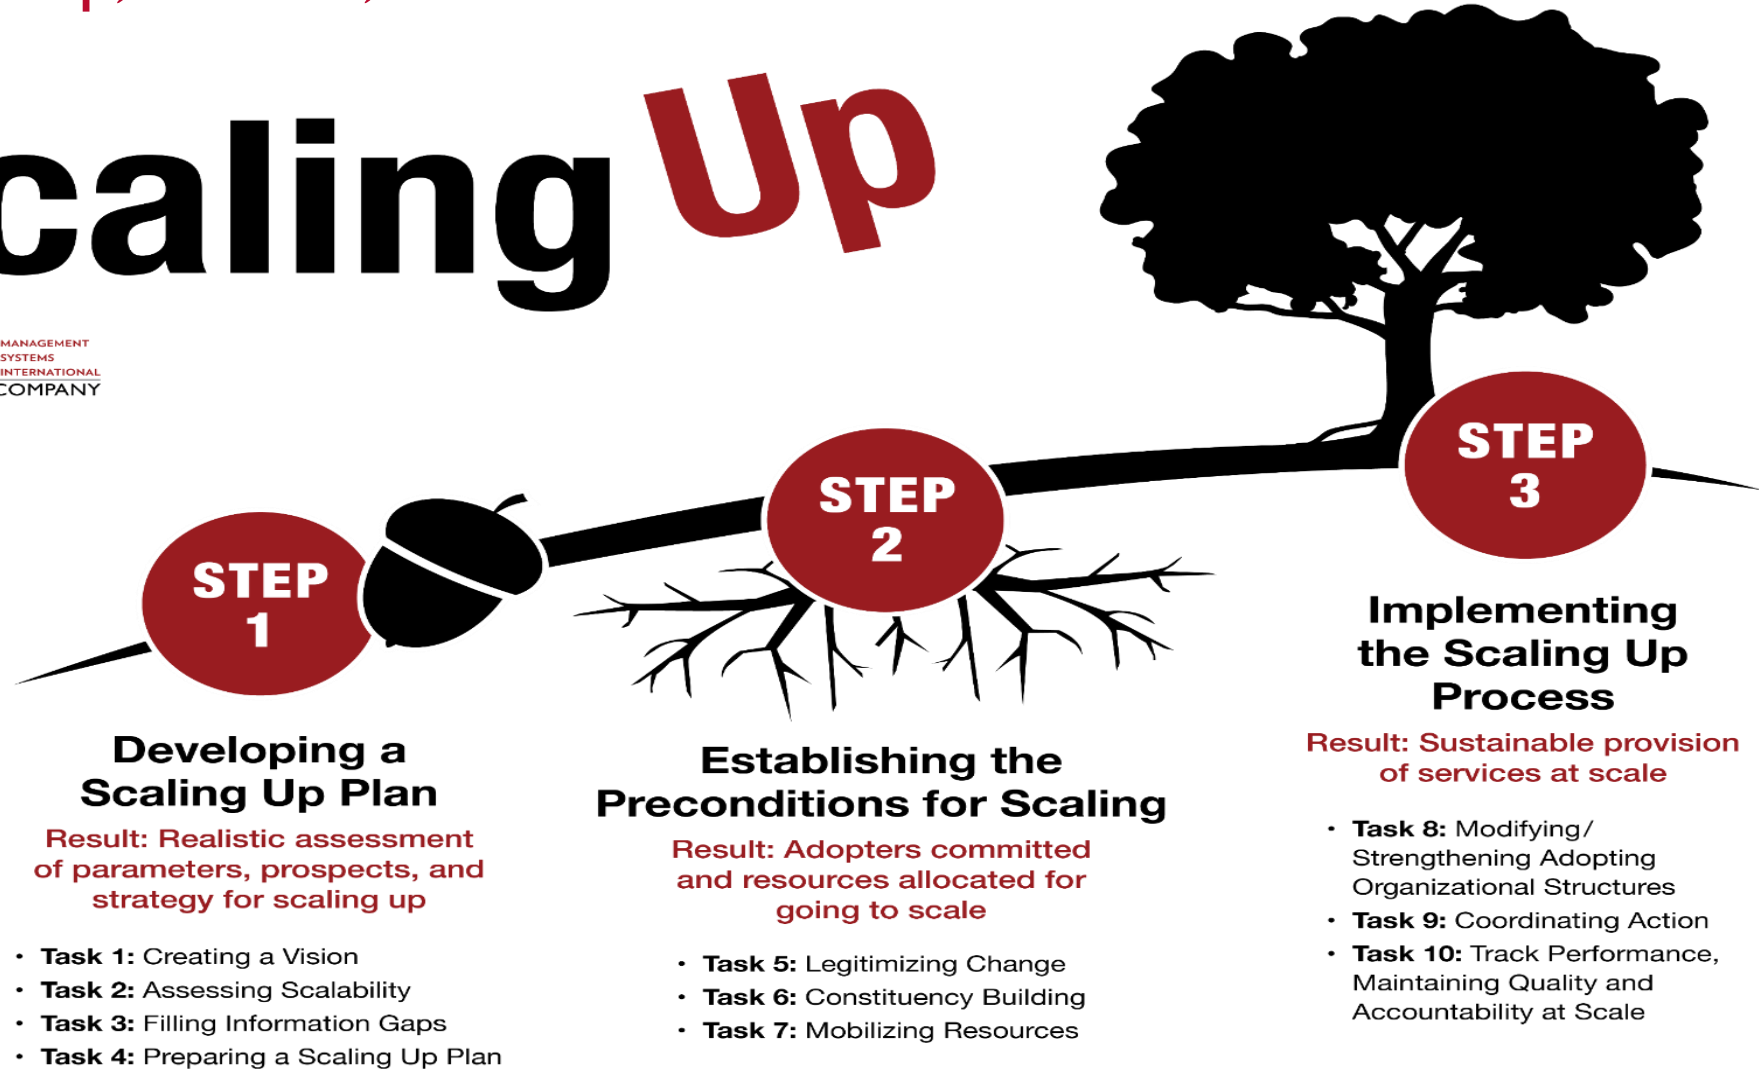 caling Up
MANAGEMENT
SYSTEMS
INTERNATIONAL
COMPANY
STEP
1
Developing a
Scaling Up Plan
Result: Realistic assessment
of parameters, prospects, and
strategy for scaling up
• Task 1: Creating a Vision
• Task 2: Assessing Scalability
• Task 3: Filling Information Gaps
• Task 4: Preparing a Scaling Up Plan
STEP
2
Establishing the
Preconditions for Scaling
Result: Adopters committed
and resources allocated for
going to scale
• Task 5: Legitimizing Change
• Task 6: Constituency Building
• Task 7: Mobilizing Resources
STEP
3
Implementing
the Scaling Up
Process
Result: Sustainable provision
of services at scale
• Task 8: Modifying/
Strengthening Adopting
Organizational Structures
• Task 9: Coordinating Action
• Task 10: Track Performance,
Maintaining Quality and
Accountability at Scale